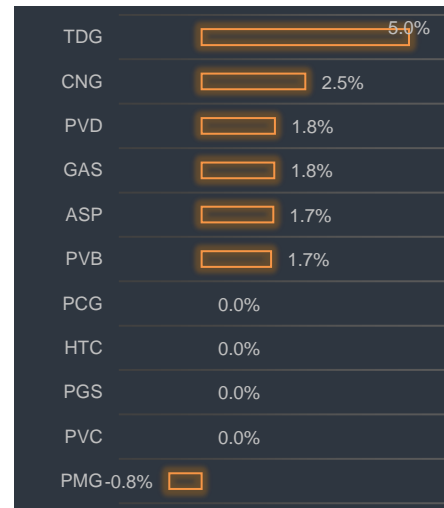 TDG 5.0%
CNG 2.5%
PVD 1.8%
GAS 1.8%
ASP 1.7%
PVB 1.7%
PCG 0.0%
HTC 0.0%
PGS 0.0%
PVC 0.0%
PMG -0.8%